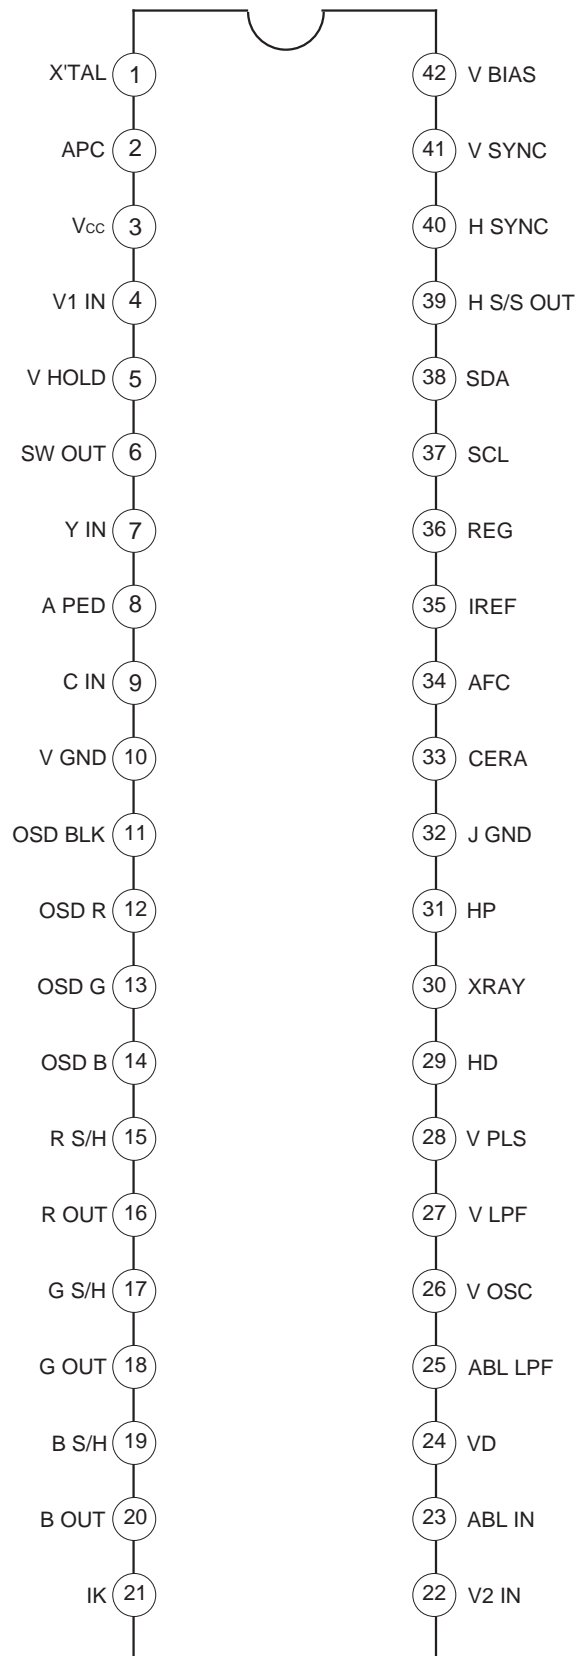 X'TAL 1 42 V BIAS
APC 2 41 V SYNC
Vcc 3 40 H SYNC
V1 IN 4 39 H S/S OUT
V HOLD 5 38 SDA
SW OUT 6 37 SCL
Y IN 7 36 REG
A PED 8 35 IREF
C IN 9 34 AFC
V GND 10 33 CERA
OSD BLK 11 32 J GND
OSD R 12 31 HP
OSD G 13 30 XRAY
OSD B 14 29 HD
R S/H 15 28 V PLS
R OUT 16 27 V LPF
G S/H 17 26 V OSC
G OUT 18 25 ABL LPF
B S/H 19 24 VD
B OUT 20 23 ABL IN
IK 21 22 V2 IN